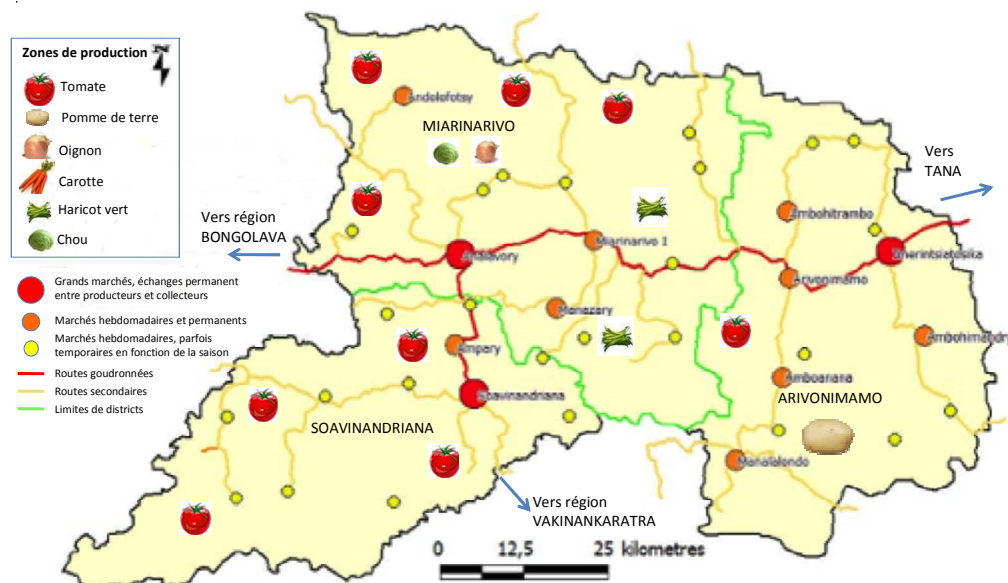 Zones de production
Tomate
Pomme de terre
Oignon
Carotte
Haricot vert
Chou
Grands marchés, échanges permanent
entre producteurs et collecteurs
Marchés hebdomadaires et permanents
Marchés hebdomadaires, parfois
temporaires en fonction de la saison
Routes goudronnées
Routes secondaires
Limites de districts
Andolofotsy
MIARINARIVO
Vers
TANA
Vers région
BONGOLAVA
Ambohitrambo
Miarinarivo I
Analavory
Imerintsiatosika
Arivonimamo
Manazary
Ampary
Soavinandriana
Amboanana
ARIVONIMAMO
SOAVINANDRIANA
Manalalondo
Vers région
VAKINANKARATRA
0 12,5 25 kilometres